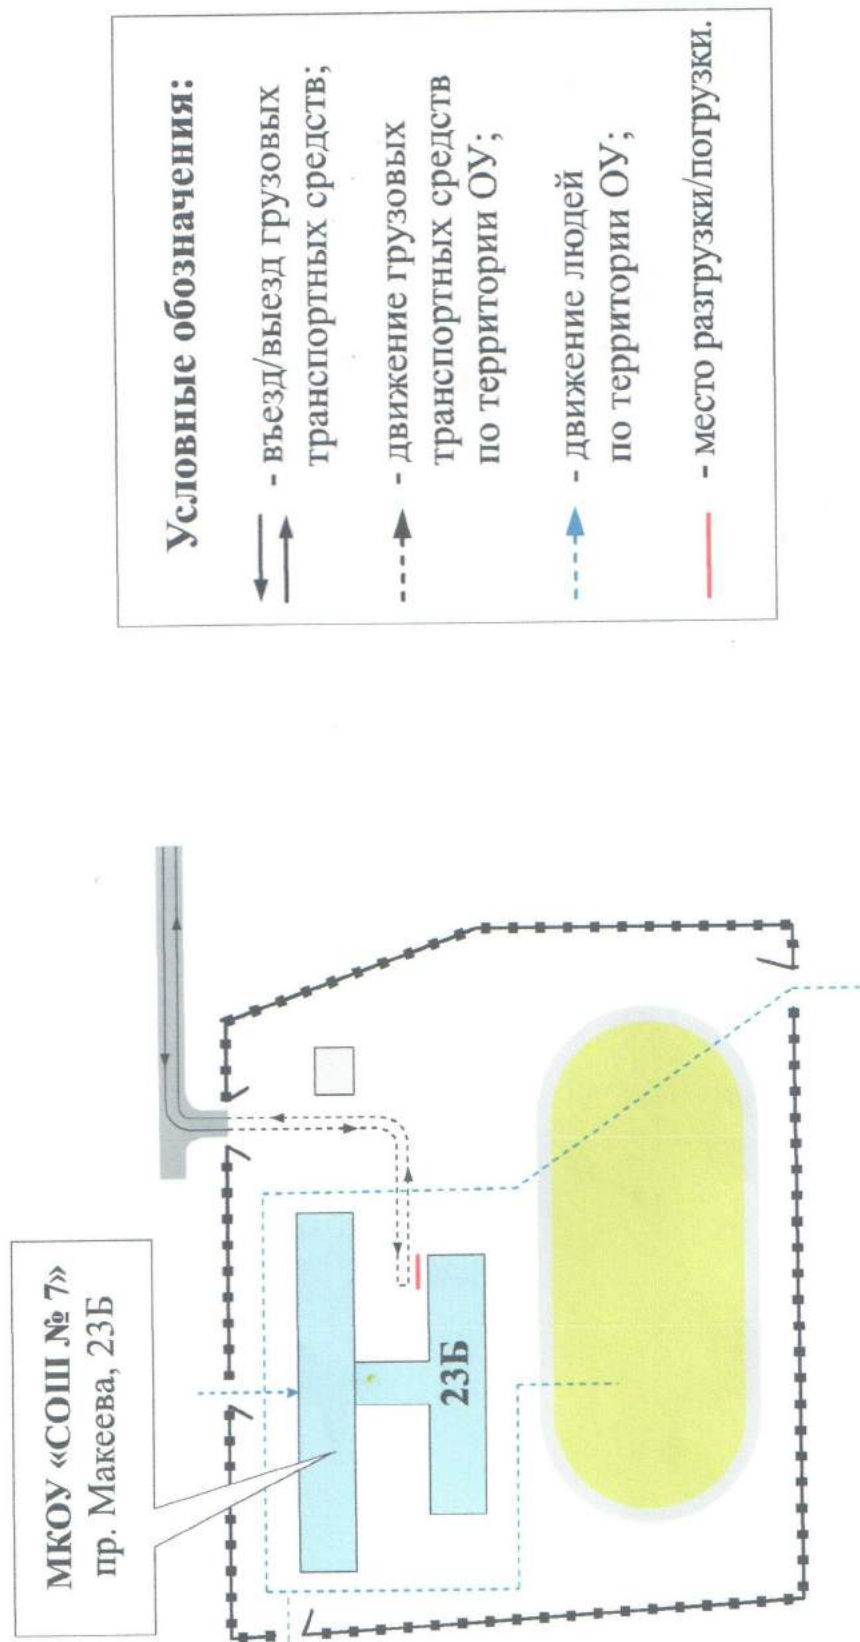 МКОУ «СОШ № 7»
пр. Макеева, 23Б
23Б
Условные обозначения:
- въезд/выезд грузовых
транспортных средств;
- движение грузовых
транспортных средств
по территории ОУ;
- движение людей
по территории ОУ;
- место разгрузки/погрузки.